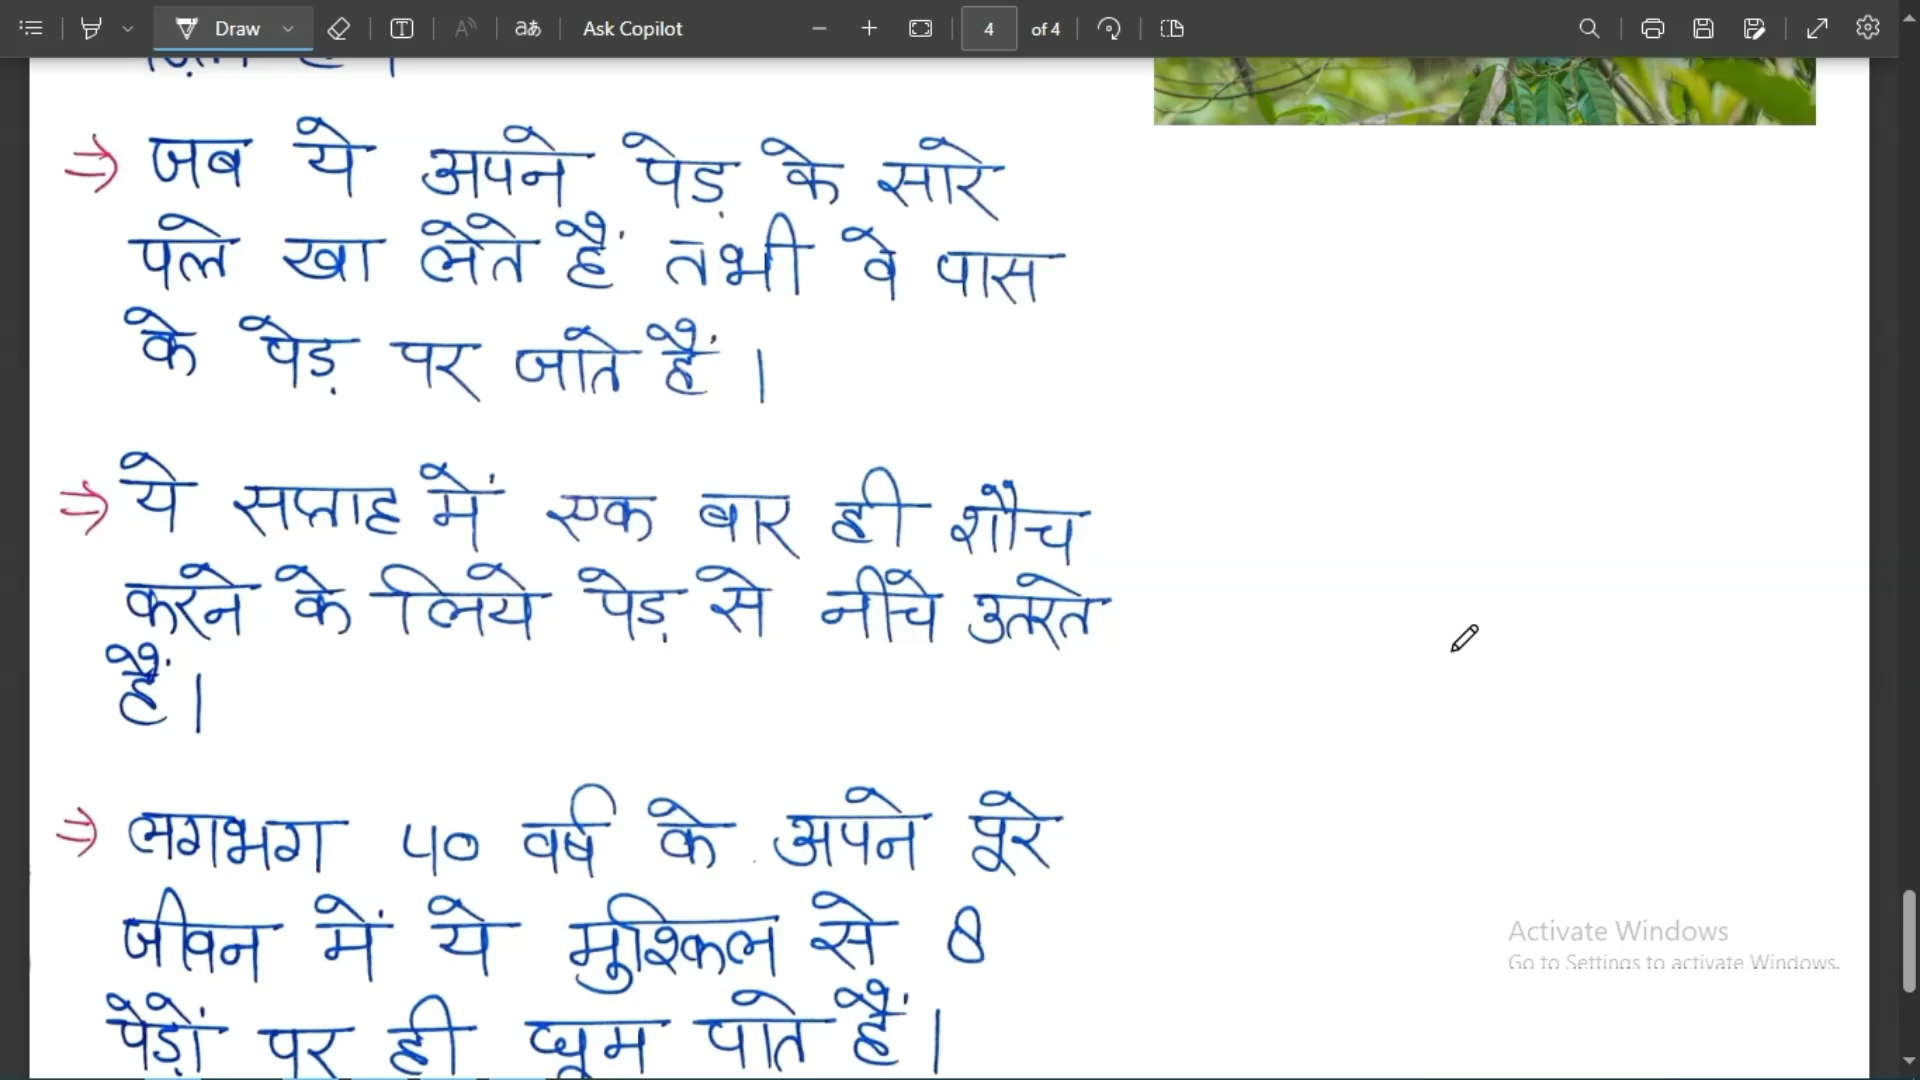 Draw
Ask Copilot
4 of 4
⇒ जब ये अपने पेड़ के सारे
पत्ते खा लेते हैं तभी वे पास
के पेड़ पर जाते हैं।
⇒ ये सप्ताह में एक बार ही शौच
करने के लिये पेड़ से नीचे उतरते
हैं।
⇒ लगभग ५० वर्ष के अपने पूरे
जीवन में ये मुश्किल से 8
पेड़ों पर ही घूम पाते हैं।
Activate Windows
Go to Settings to activate Windows.